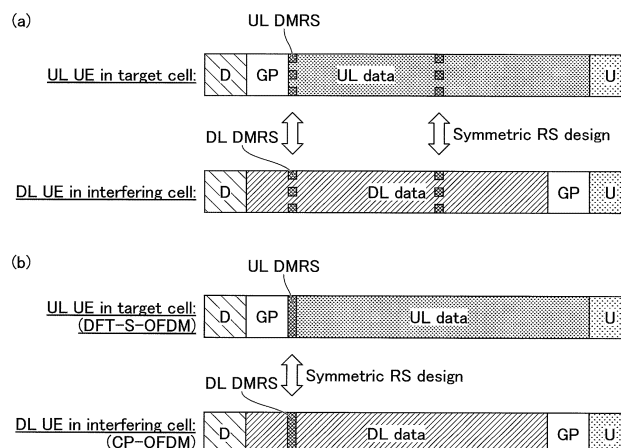 (a)
UL DMRS
UL UE in target cell:
D
GP
UL data
U
DL DMRS
Symmetric RS design
DL UE in interfering cell:
D
DL data
GP
U
(b)
UL DMRS
UL UE in target cell:
(DFT-S-OFDM)
D
GP
UL data
U
DL DMRS
Symmetric RS design
DL UE in interfering cell:
(CP-OFDM)
D
DL data
GP
U